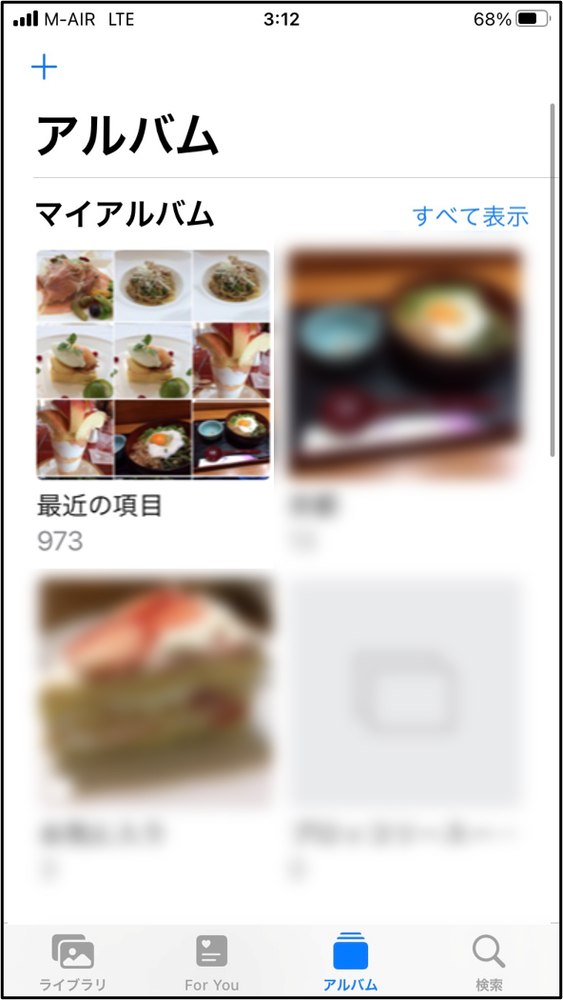 M-AIR LTE 3:12 68%
アルバム
マイアルバム すべて表示
最近の項目
973
ライブラリ For You アルバム 検索